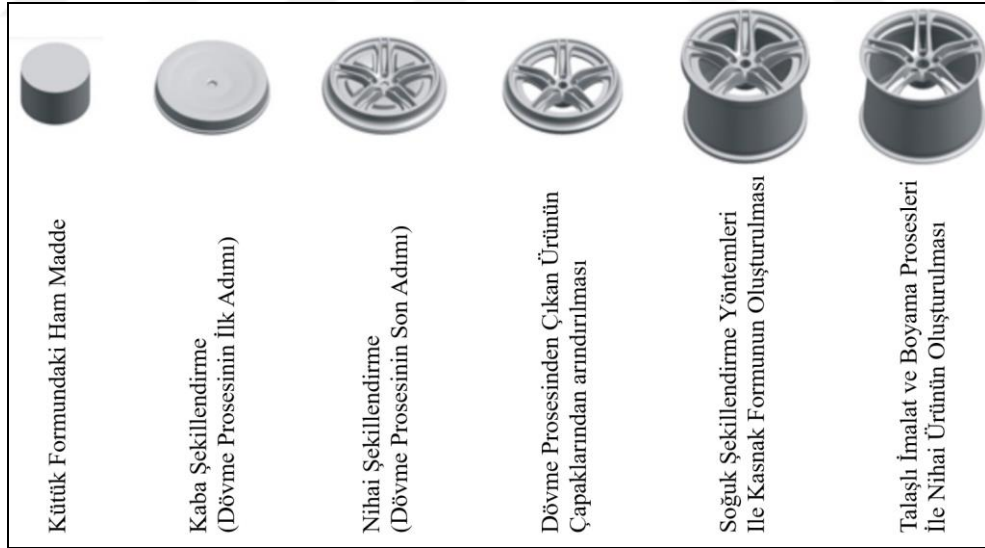 Kütük Formundaki Ham Madde
Kaba Şekillendirme
(Dövme Prosesinin İlk Adımı)
Nihai Şekillendirme
(Dövme Prosesinin Son Adımı)
Dövme Prosesinden Çıkan Ürünün
Çapaklarından arındırılması
Soğuk Şekillendirme Yöntemleri
Ile Kasnak Formunun Oluşturulması
Talaşlı İmalat ve Boyama Prosesleri
İle Nihai Ürünün Oluşturulması